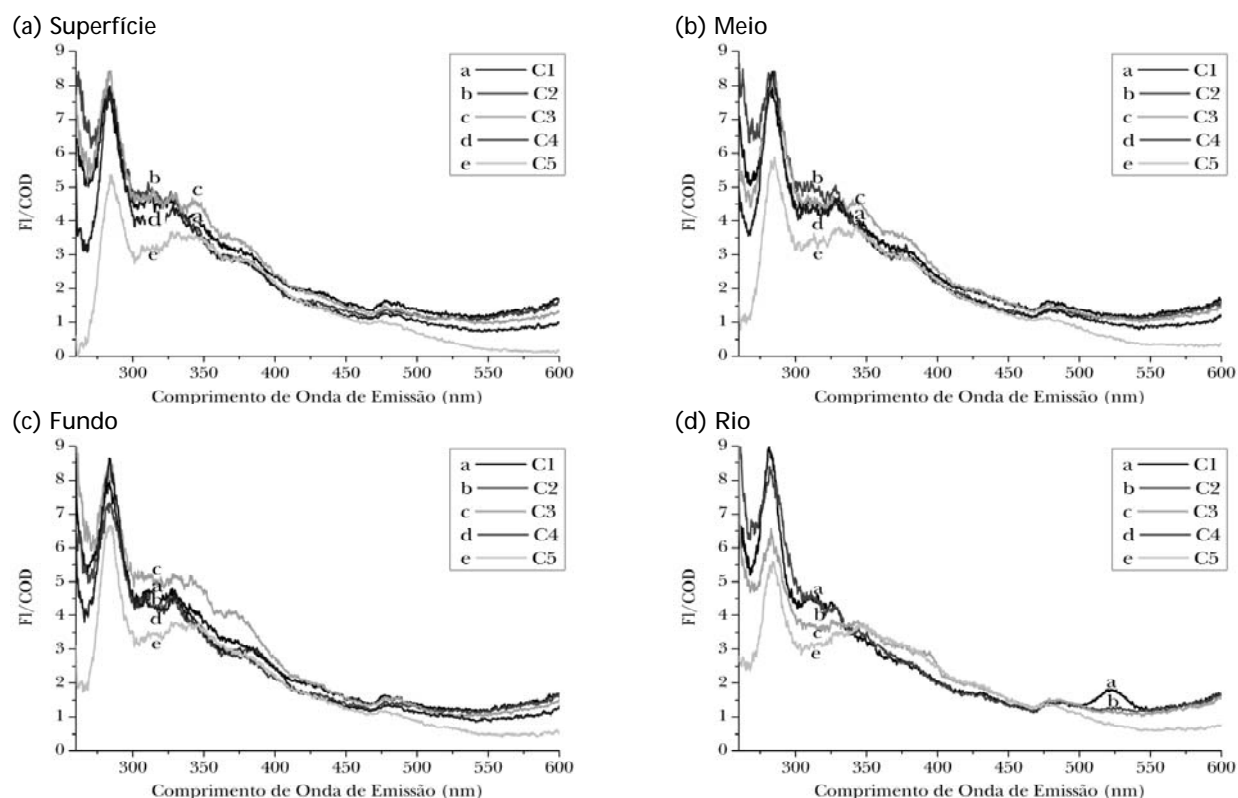 (a) Superfície
9
8
7
6
5
4
3
2
1
0
FI/COD
300 350 400 450 500 550 600
Comprimento de Onda de Emissão (nm)
a C1
b C2
c C3
d C4
e C5
b
c
d
a
e
(b) Meio
9
8
7
6
5
4
3
2
1
0
FI/COD
300 350 400 450 500 550 600
Comprimento de Onda de Emissão (nm)
a C1
b C2
c C3
d C4
e C5
b
c
a
d
e
(c) Fundo
9
8
7
6
5
4
3
2
1
0
FI/COD
300 350 400 450 500 550 600
Comprimento de Onda de Emissão (nm)
a C1
b C2
c C3
d C4
e C5
c
a
b
d
e
(d) Rio
9
8
7
6
5
4
3
2
1
0
FI/COD
300 350 400 450 500 550 600
Comprimento de Onda de Emissão (nm)
a C1
b C2
c C3
d C4
e C5
a
b
c
e
a
b